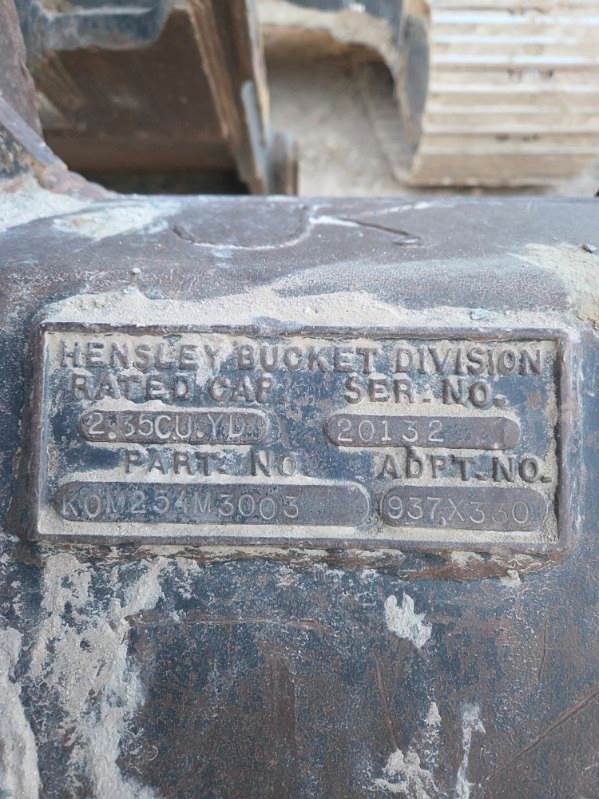 HENSLEY BUCKET DIVISION
RATED CAP. SER. NO.
2.35CU.YD 20132
PART. NO. ADPT. NO.
KOM254M3003 937X330